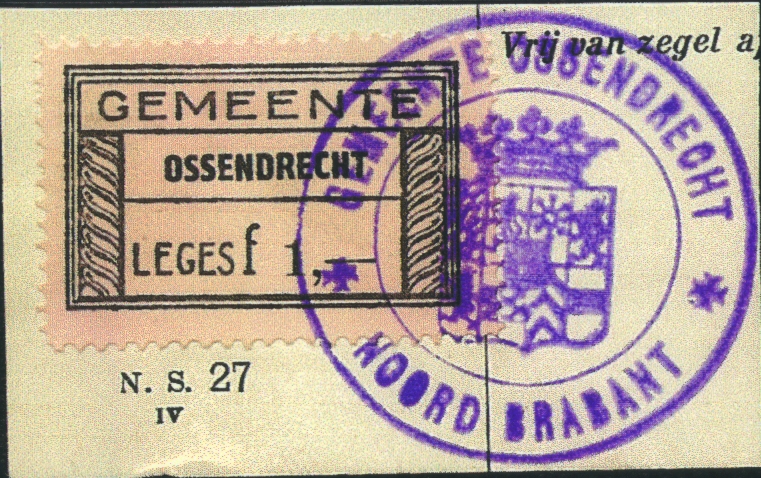 Vrij van zegel
GEMEENTE
OSSENDRECHT
LEGES f 1,—
GEMEENTE OSSENDRECHT
NOORD BRABANT
N. S. 27
IV